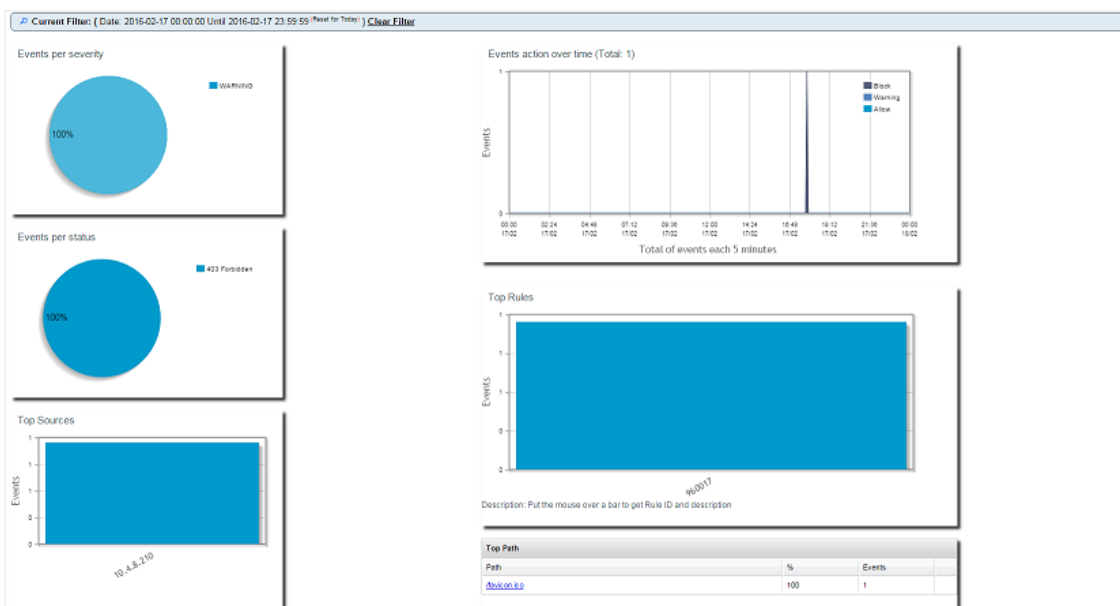 Current Filter: ( Date: 2016-02-17 00:00:00 Until 2016-02-17 23:59:59 (Reset for Today) ) Clear Filter
Events per severity
WARNING
100%
Events per status
403 Forbidden
100%
Top Sources
1
1
1
0
0
Events
10.4.6.210
Events action over time (Total: 1)
1
0
Events
Block
Warning
Allow
00:00 02:24 04:48 07:12 09:36 12:00 14:24 16:48 19:12 21:36 00:00
17/02 17/02 17/02 17/02 17/02 17/02 17/02 17/02 17/02 17/02 18/02
Total of events each 5 minutes
Top Rules
1
1
1
0
0
Events
960017
Description: Put the mouse over a bar to get Rule ID and description
Top Path
Path % Events
/favicon.ico 100 1